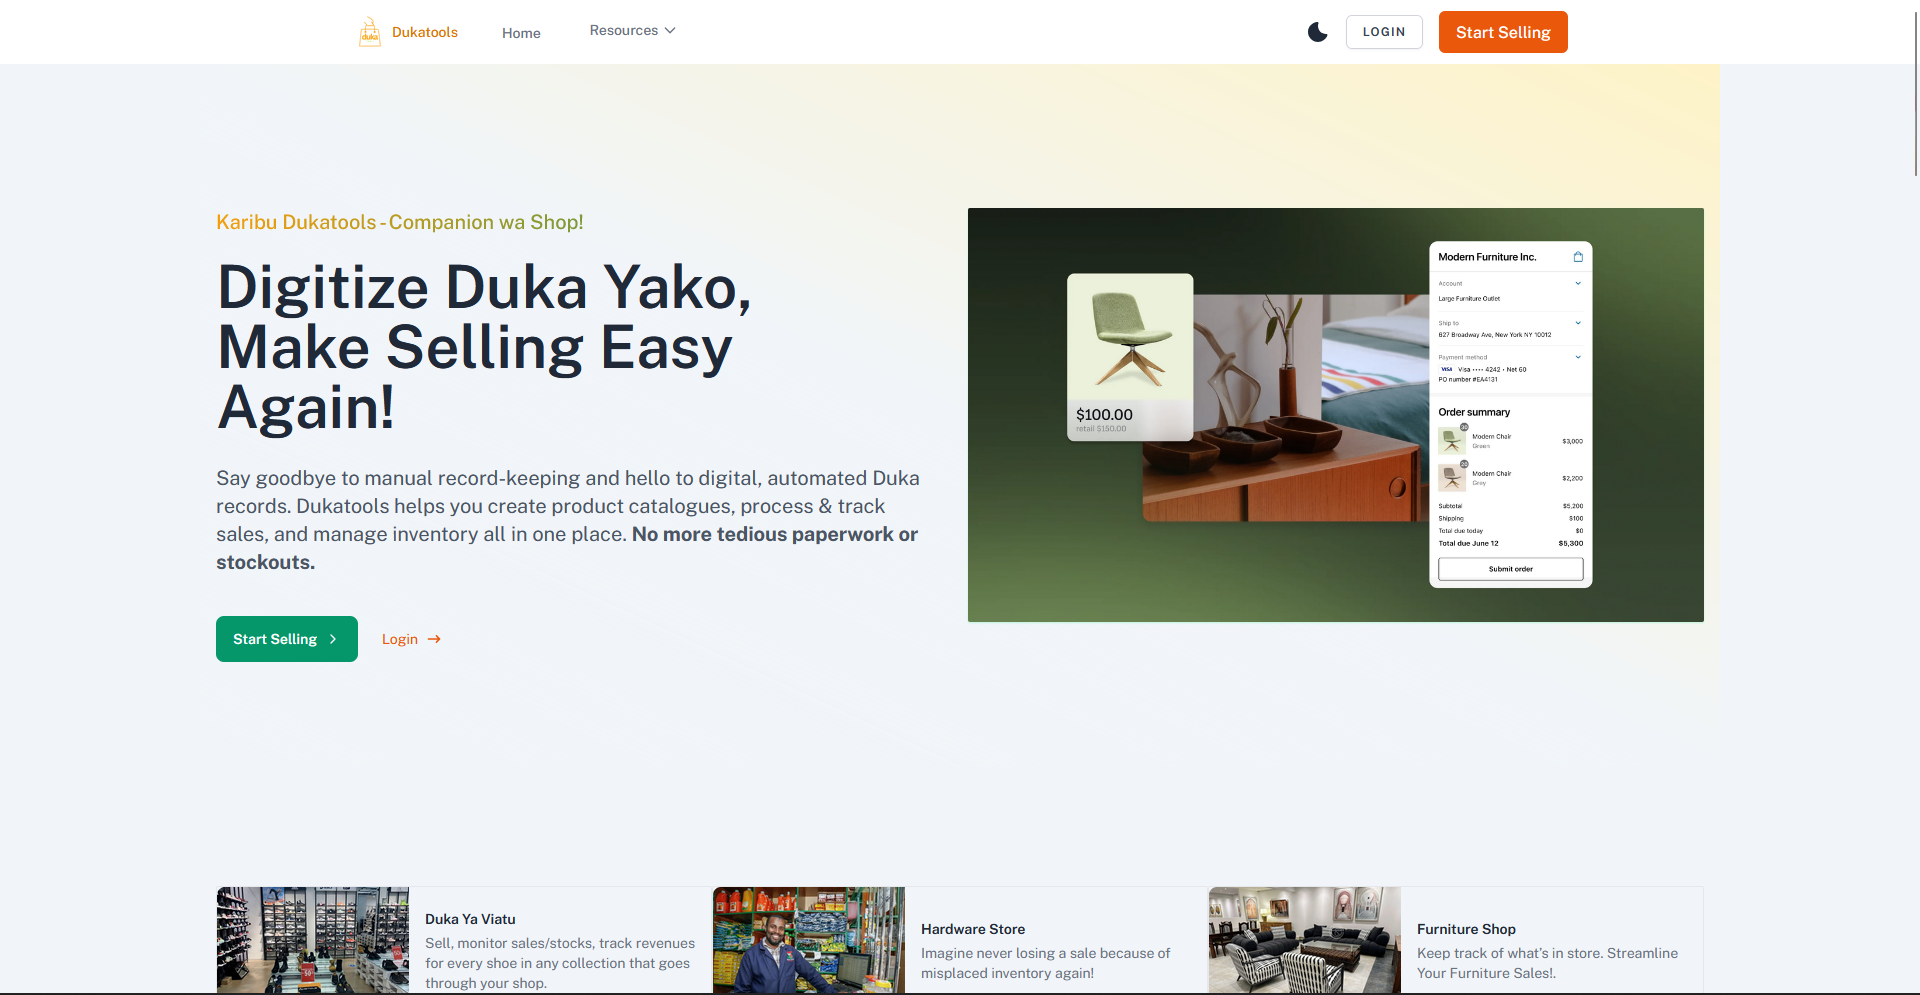 duka
Dukatools
Home
Resources
LOGIN
Start Selling
Karibu Dukatools - Companion wa Shop!
Digitize Duka Yako,
Make Selling Easy
Again!
Say goodbye to manual record-keeping and hello to digital, automated Duka
records. Dukatools helps you create product catalogues, process & track
sales, and manage inventory all in one place. No more tedious paperwork or
stockouts.
Start Selling
Login
$100.00
retail $150.00
Modern Furniture Inc.
Account
Large Furniture Outlet
Ship to
627 Broadway Ave, New York NY 10012
Payment method
VISA Visa •••• 4242 • Net 60
PO number #EA4131
Order summary
Modern Chair
Green
$3,000
Modern Chair
Grey
$2,200
Subtotal $5,200
Shipping $100
Total due today $0
Total due June 12 $5,300
Submit order
Duka Ya Viatu
Sell, monitor sales/stocks, track revenues
for every shoe in any collection that goes
through your shop.
Hardware Store
Imagine never losing a sale because of
misplaced inventory again!
Furniture Shop
Keep track of what's in store. Streamline
Your Furniture Sales!.